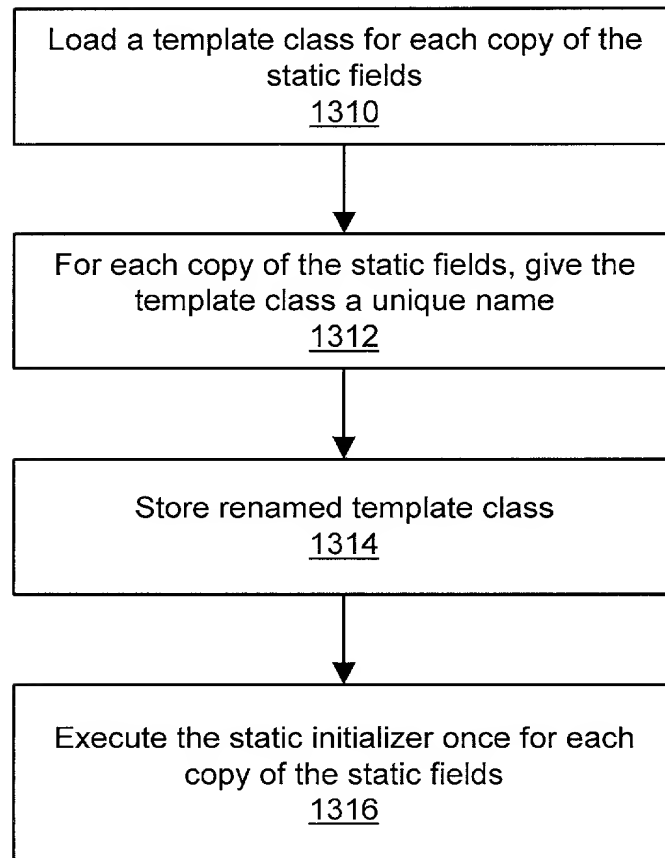 Load a template class for each copy of the
static fields
1310
For each copy of the static fields, give the
template class a unique name
1312
Store renamed template class
1314
Execute the static initializer once for each
copy of the static fields
1316